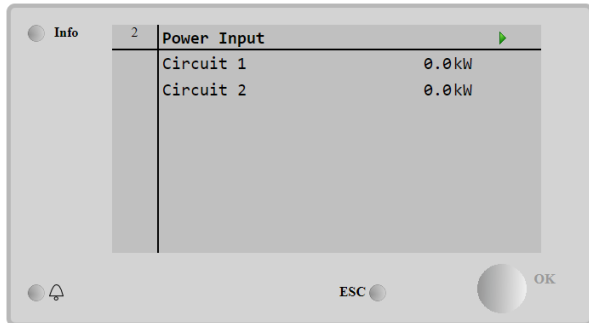 Info
2 Power Input
Circuit 1 0.0kW
Circuit 2 0.0kW
ESC
OK